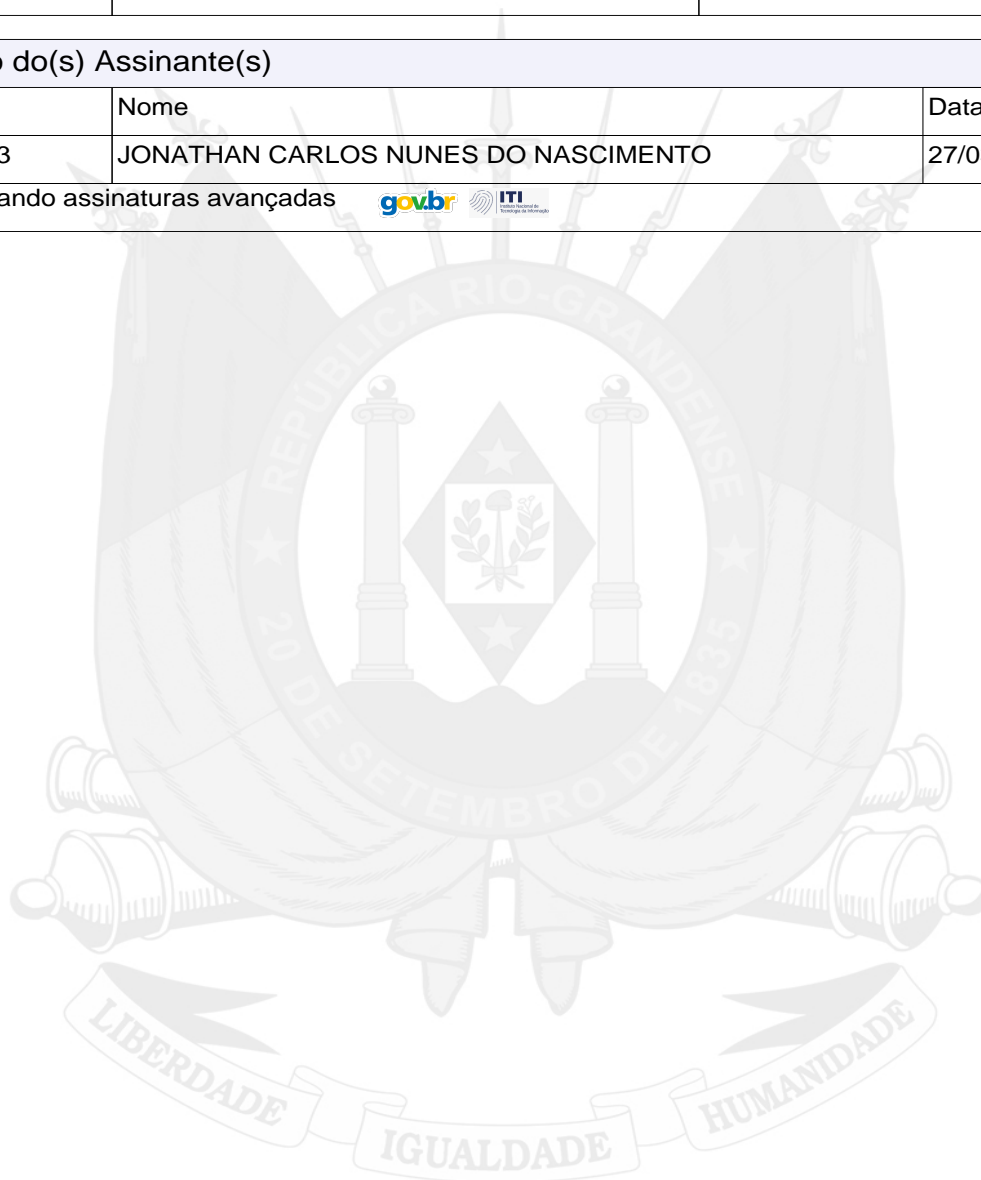 o do(s) Assinante(s)
Nome Data
3 JONATHAN CARLOS NUNES DO NASCIMENTO 27/0
ando assinaturas avançadas gov.br ITI
REPÚBLICA RIO-GRANDENSE
20 DE SETEMBRO DE 1835
LIBERDADE IGUALDADE HUMANIDADE